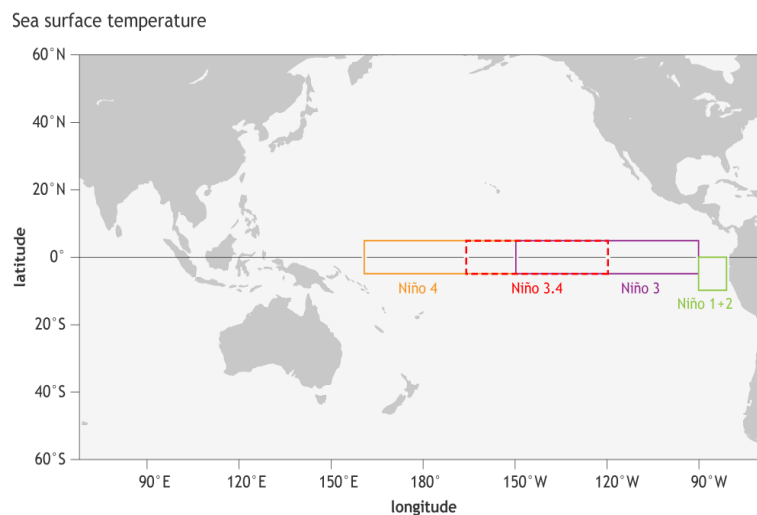 Sea surface temperature
60°N
40°N
20°N
0°
20°S
40°S
60°S
latitude
Niño 4
Niño 3.4
Niño 3
Niño 1+2
90°E
120°E
150°E
180°
150°W
120°W
90°W
longitude